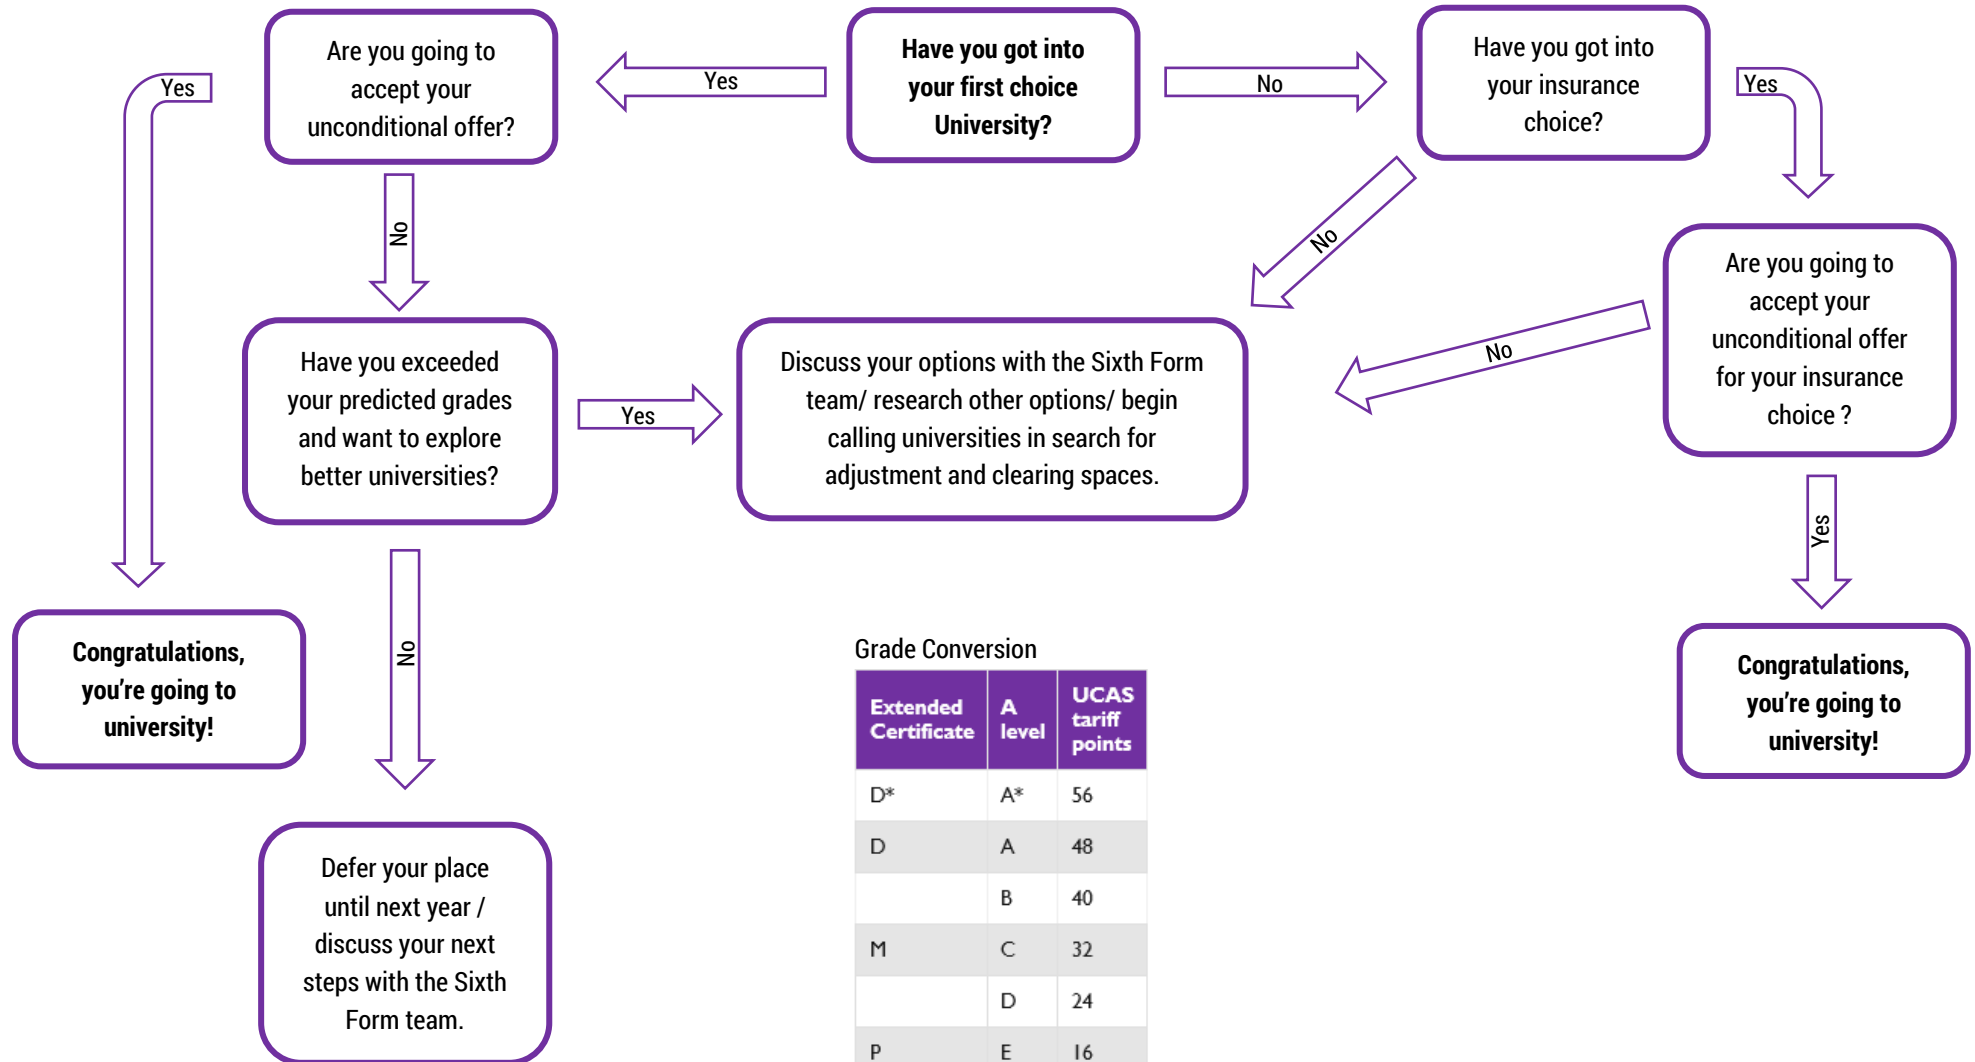 Have you got into
your first choice
University?
Yes
No
Are you going to
accept your
unconditional offer?
Yes
No
Have you got into
your insurance
choice?
Yes
No
Have you exceeded
your predicted grades
and want to explore
better universities?
Yes
No
Discuss your options with the Sixth Form
team/ research other options/ begin
calling universities in search for
adjustment and clearing spaces.
Are you going to
accept your
unconditional offer
for your insurance
choice ?
No
Yes
Congratulations,
you're going to
university!
Congratulations,
you're going to
university!
Defer your place
until next year /
discuss your next
steps with the Sixth
Form team.
Grade Conversion
Extended Certificate A level UCAS tariff points
D* A* 56
D A 48
B 40
M C 32
D 24
P E 16